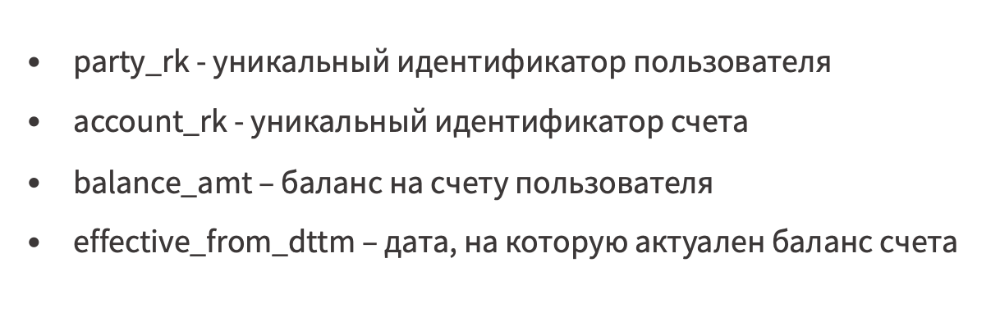 • party_rk - уникальный идентификатор пользователя
• account_rk - уникальный идентификатор счета
• balance_amt – баланс на счету пользователя
• effective_from_dttm – дата, на которую актуален баланс счета